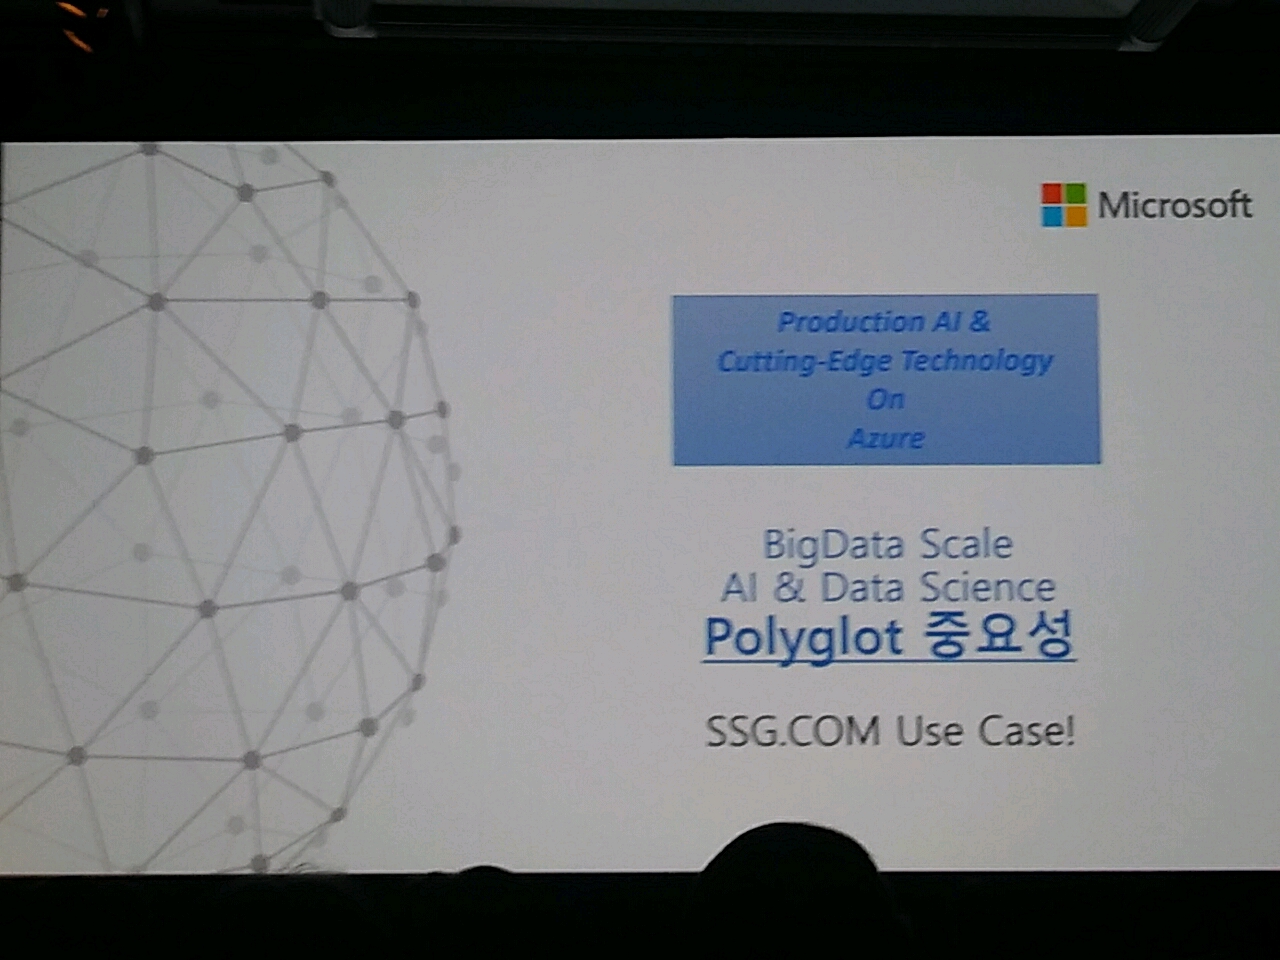 Microsoft
Production AI &
Cutting-Edge Technology
On
Azure
BigData Scale
AI & Data Science
Polyglot 중요성
SSG.COM Use Case!